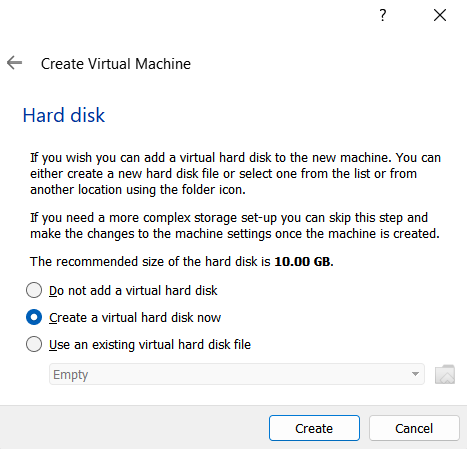 ?
Create Virtual Machine
Hard disk
If you wish you can add a virtual hard disk to the new machine. You can
either create a new hard disk file or select one from the list or from
another location using the folder icon.
If you need a more complex storage set-up you can skip this step and
make the changes to the machine settings once the machine is created.
The recommended size of the hard disk is 10.00 GB.
Do not add a virtual hard disk
Create a virtual hard disk now
Use an existing virtual hard disk file
Empty
Create Cancel